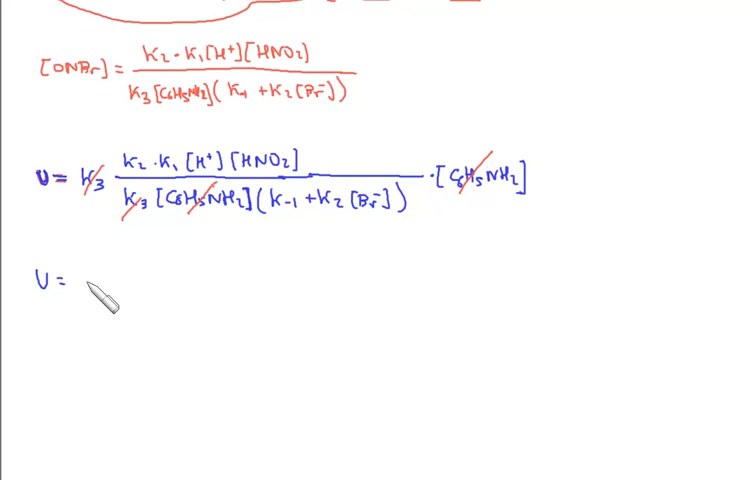 [ONBr] = K2 · K1 [H+] [HNO2] / K3 [C6H5NH2] ( K-1 + K2 [Br-] )
υ = K3 K2 · K1 [H+] [HNO2] / K3 [C6H5NH2] ( K-1 + K2 [Br-] ) · [C6H5NH2]
υ =